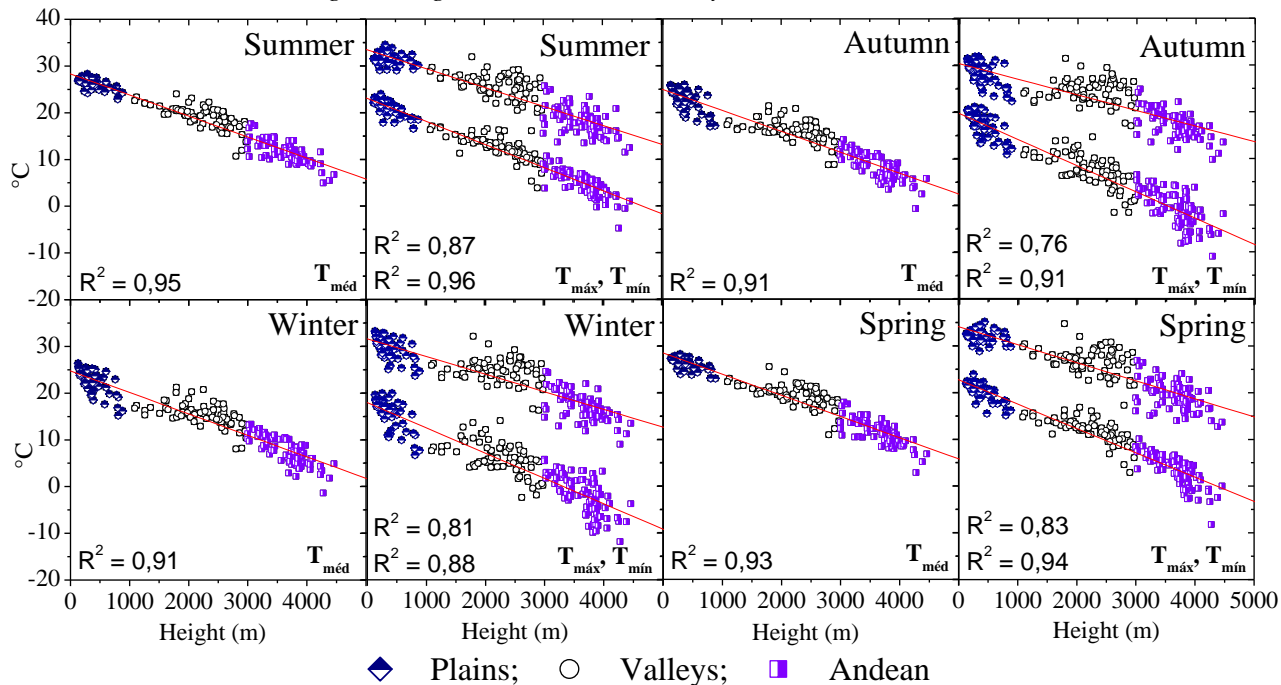 40
30
20
10
0
-10
-20
°C
Summer
R² = 0,95
T méd
Summer
R² = 0,87
R² = 0,96
T máx, T mín
Autumn
R² = 0,91
T méd
Autumn
R² = 0,76
R² = 0,91
T máx, T mín
30
20
10
0
-10
-20
°C
Winter
R² = 0,91
T méd
Winter
R² = 0,81
R² = 0,88
T máx, T mín
Spring
R² = 0,93
T méd
Spring
R² = 0,83
R² = 0,94
T máx, T mín
0 1000 2000 3000 4000 0 1000 2000 3000 4000 0 1000 2000 3000 4000 0 1000 2000 3000 4000 5000
Height (m) Height (m) Height (m) Height (m)
Plains; Valleys; Andean